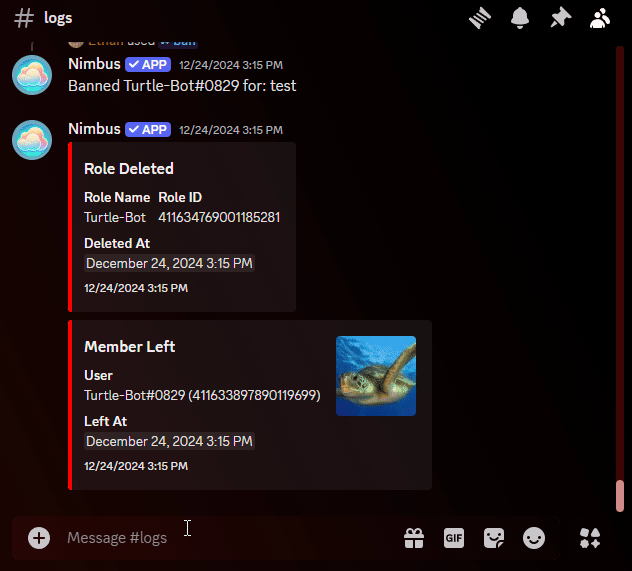 # logs
Ethan used ban
Nimbus ✓ APP 12/24/2024 3:15 PM
Banned Turtle-Bot#0829 for: test
Nimbus ✓ APP 12/24/2024 3:15 PM
Role Deleted
Role Name Role ID
Turtle-Bot 411634769001185281
Deleted At
December 24, 2024 3:15 PM
12/24/2024 3:15 PM
Member Left
User
Turtle-Bot#0829 (411633897890119699)
Left At
December 24, 2024 3:15 PM
12/24/2024 3:15 PM
Message #logs
GIF